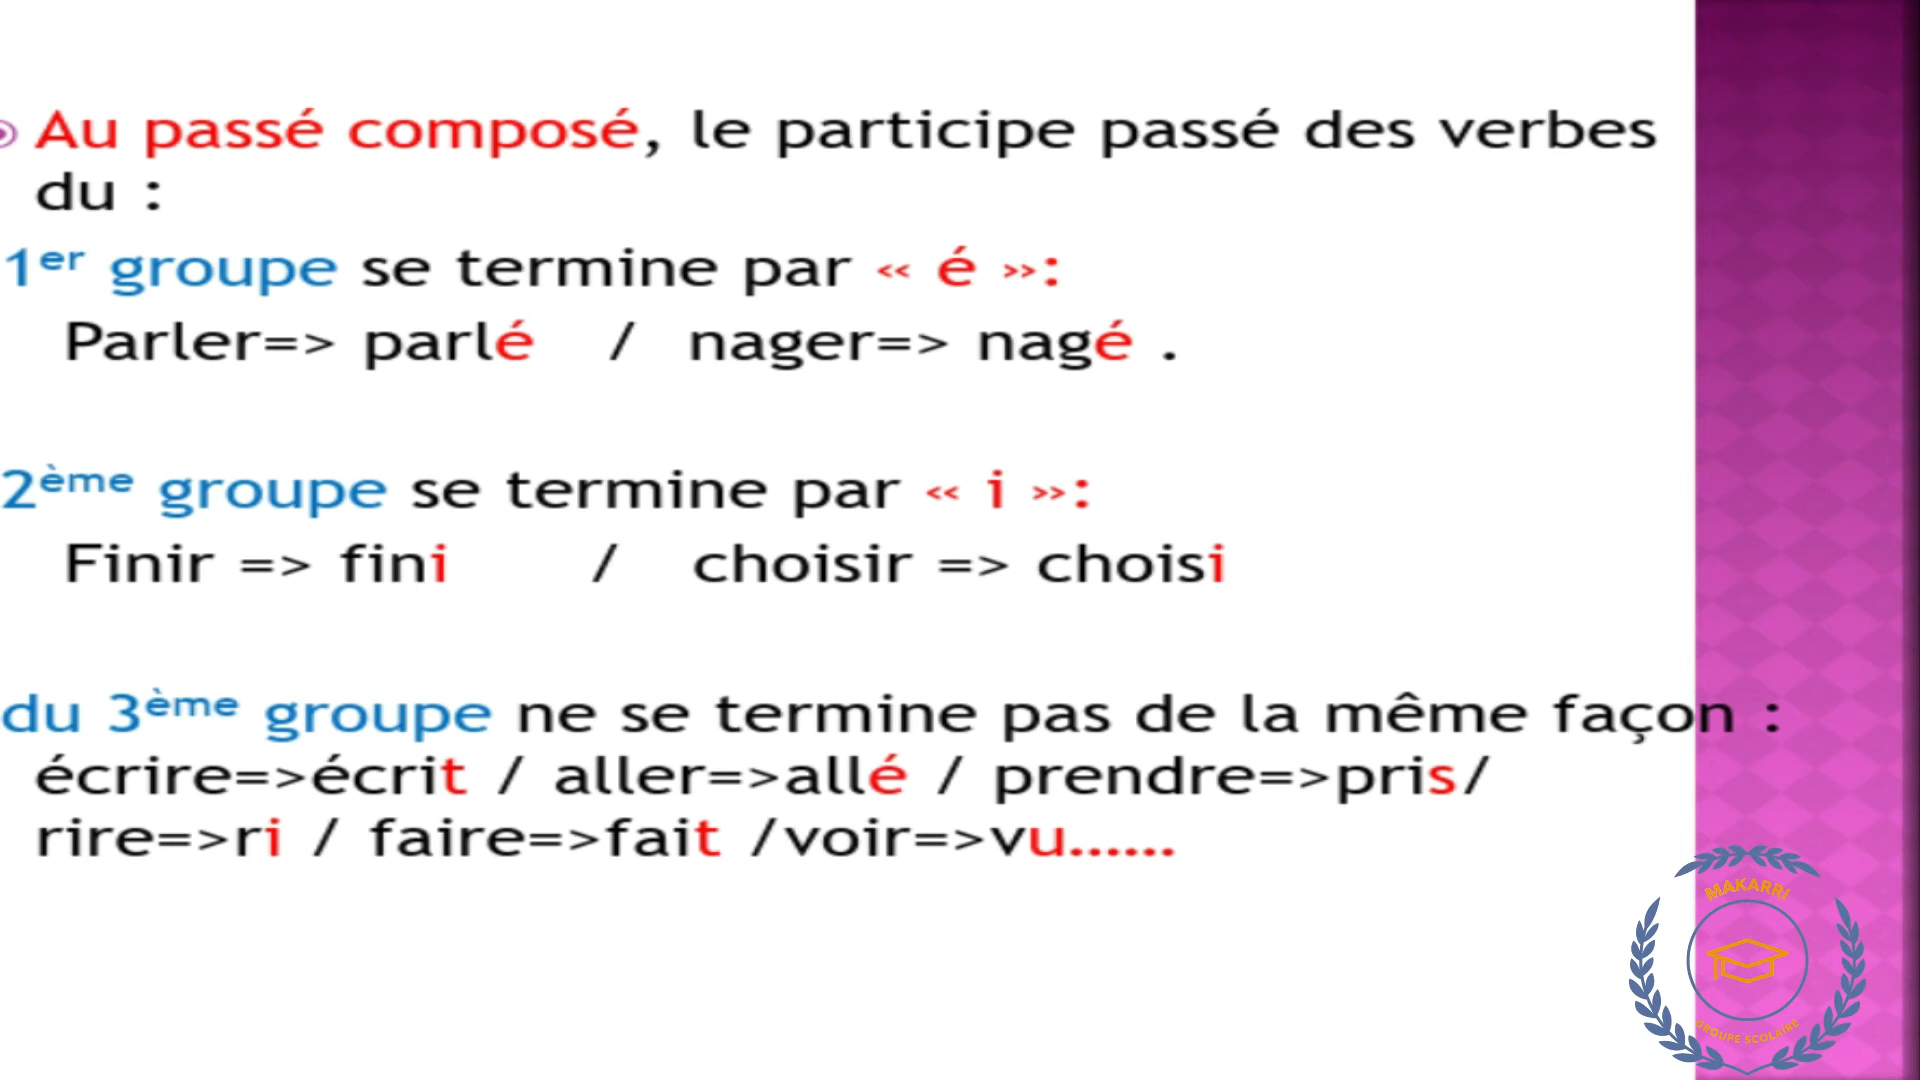 Au passé composé, le participe passé des verbes
du :
1er groupe se termine par « é »:
Parler=> parlé / nager=> nagé .
2ème groupe se termine par « i »:
Finir => fini / choisir => choisi
du 3ème groupe ne se termine pas de la même façon :
écrire=>écrit / aller=>allé / prendre=>pris/
rire=>ri / faire=>fait /voir=>vu......
MAKARRI
GROUPE SCOLAIRE